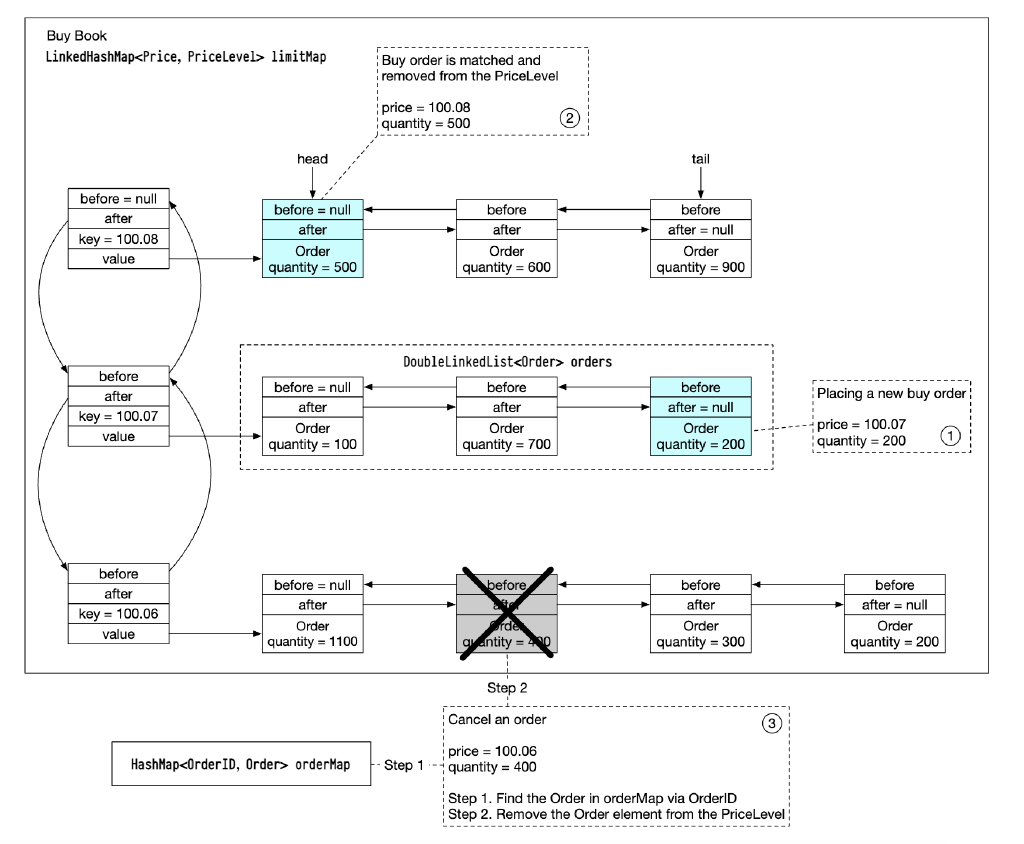 Buy Book
LinkedHashMap<Price, PriceLevel> limitMap
Buy order is matched and
removed from the PriceLevel
price = 100.08
quantity = 500
2
head
tail
before = null
after
key = 100.08
value
before = null
after
Order
quantity = 500
before
after
Order
quantity = 600
before
after = null
Order
quantity = 900
DoubleLinkedList<Order> orders
before
after
key = 100.07
value
before = null
after
Order
quantity = 100
before
after
Order
quantity = 700
before
after = null
Order
quantity = 200
Placing a new buy order
price = 100.07
quantity = 200
1
before
after
key = 100.06
value
before = null
after
Order
quantity = 1100
before
after
Order
quantity = 400
before
after
Order
quantity = 300
before
after = null
Order
quantity = 200
Step 2
Cancel an order
3
price = 100.06
quantity = 400
Step 1. Find the Order in orderMap via OrderID
Step 2. Remove the Order element from the PriceLevel
HashMap<OrderID, Order> orderMap
Step 1